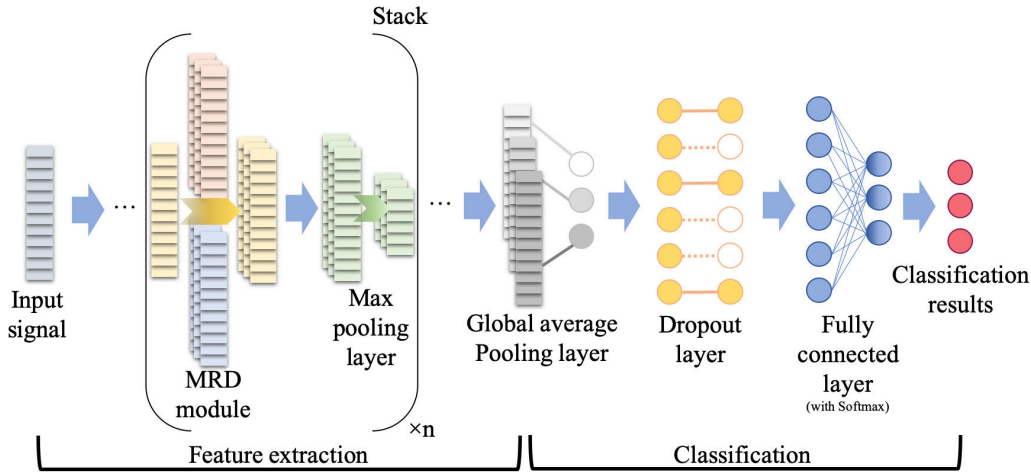 Stack
...
...
Input
signal
MRD
module
Max
pooling
layer
×n
Global average
Pooling layer
Dropout
layer
Fully
connected
layer
(with Softmax)
Classification
results
Feature extraction
Classification